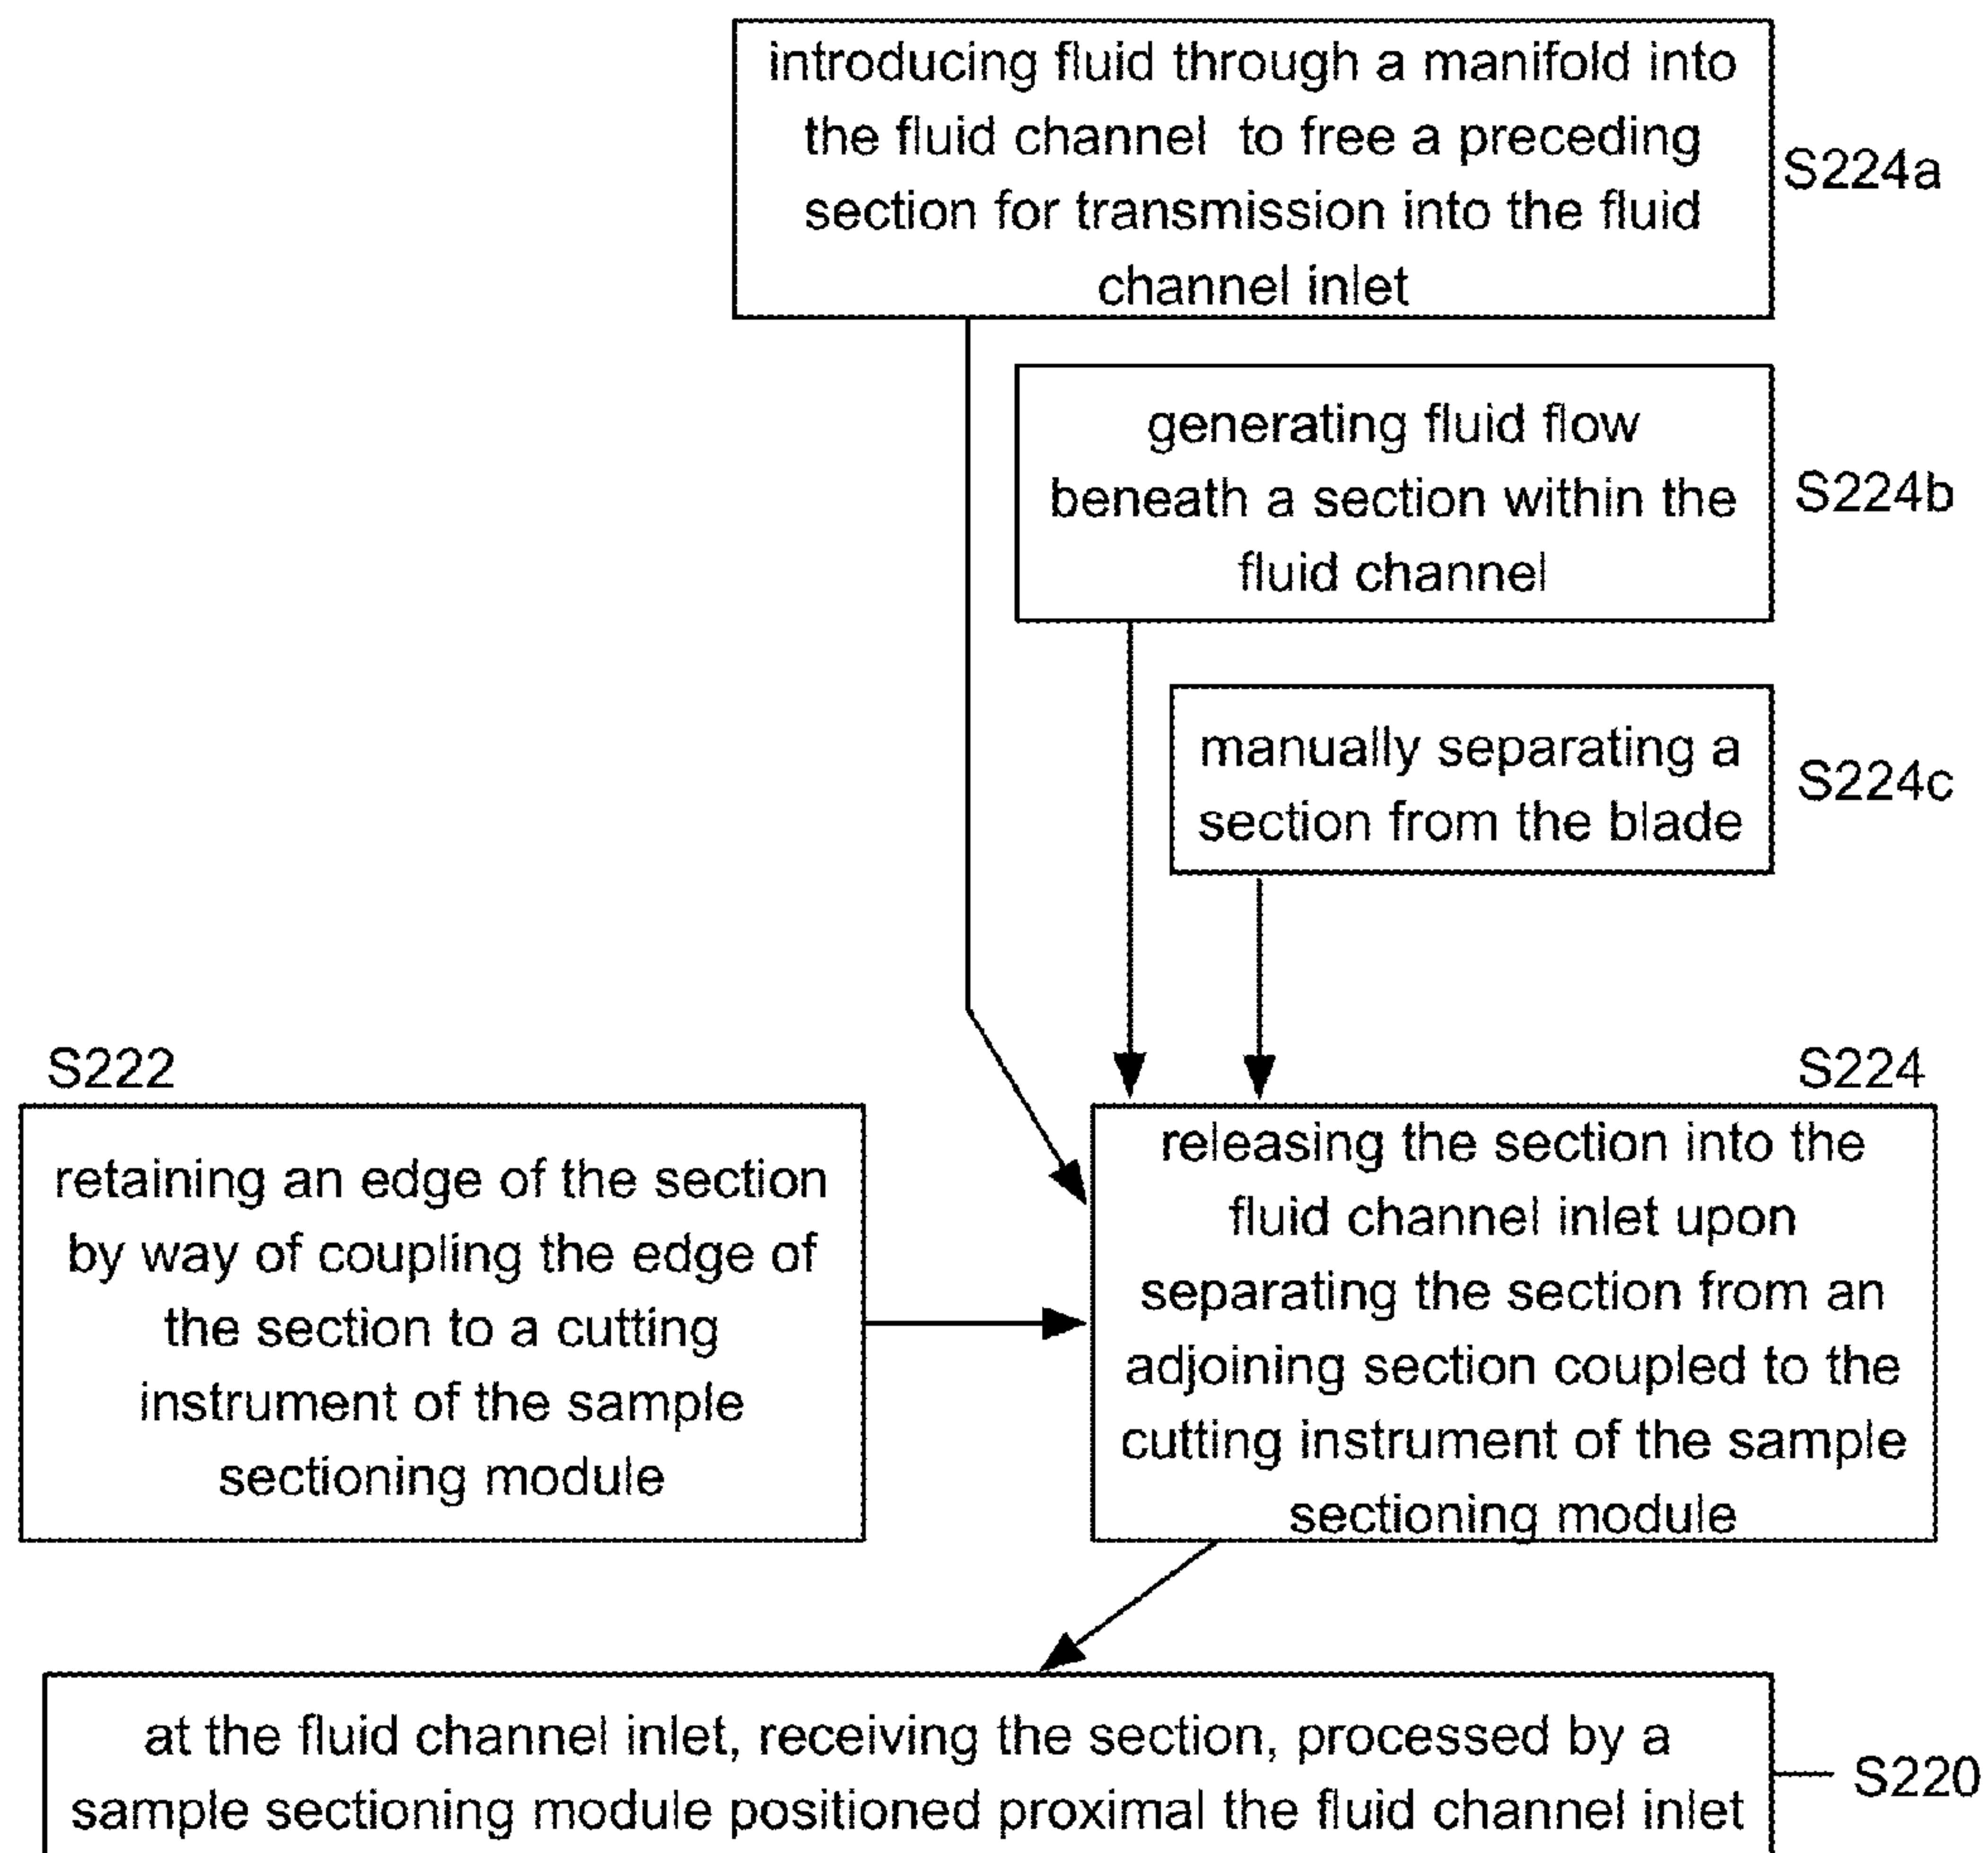 introducing fluid through a manifold into
the fluid channel to free a preceding
section for transmission into the fluid
channel inlet
S224a
generating fluid flow
beneath a section within the
fluid channel
S224b
manually separating a
section from the blade
S224c
S222
retaining an edge of the section
by way of coupling the edge of
the section to a cutting
instrument of the sample
sectioning module
S224
releasing the section into the
fluid channel inlet upon
separating the section from an
adjoining section coupled to the
cutting instrument of the sample
sectioning module
at the fluid channel inlet, receiving the section, processed by a
sample sectioning module positioned proximal the fluid channel inlet
S220